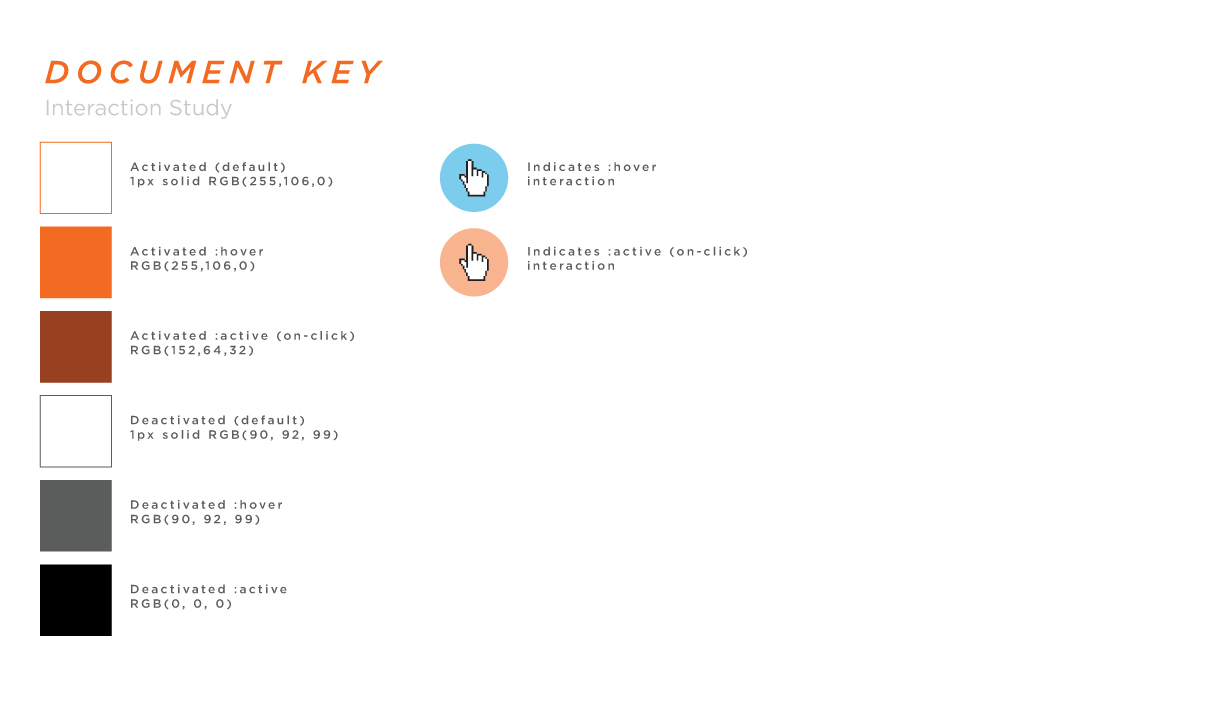 DOCUMENT KEY
Interaction Study
Activated (default)
1px solid RGB(255,106,0)
Activated :hover
RGB(255,106,0)
Activated :active (on-click)
RGB(152,64,32)
Deactivated (default)
1px solid RGB(90, 92, 99)
Deactivated :hover
RGB(90, 92, 99)
Deactivated :active
RGB(0, 0, 0)
Indicates :hover
interaction
Indicates :active (on-click)
interaction